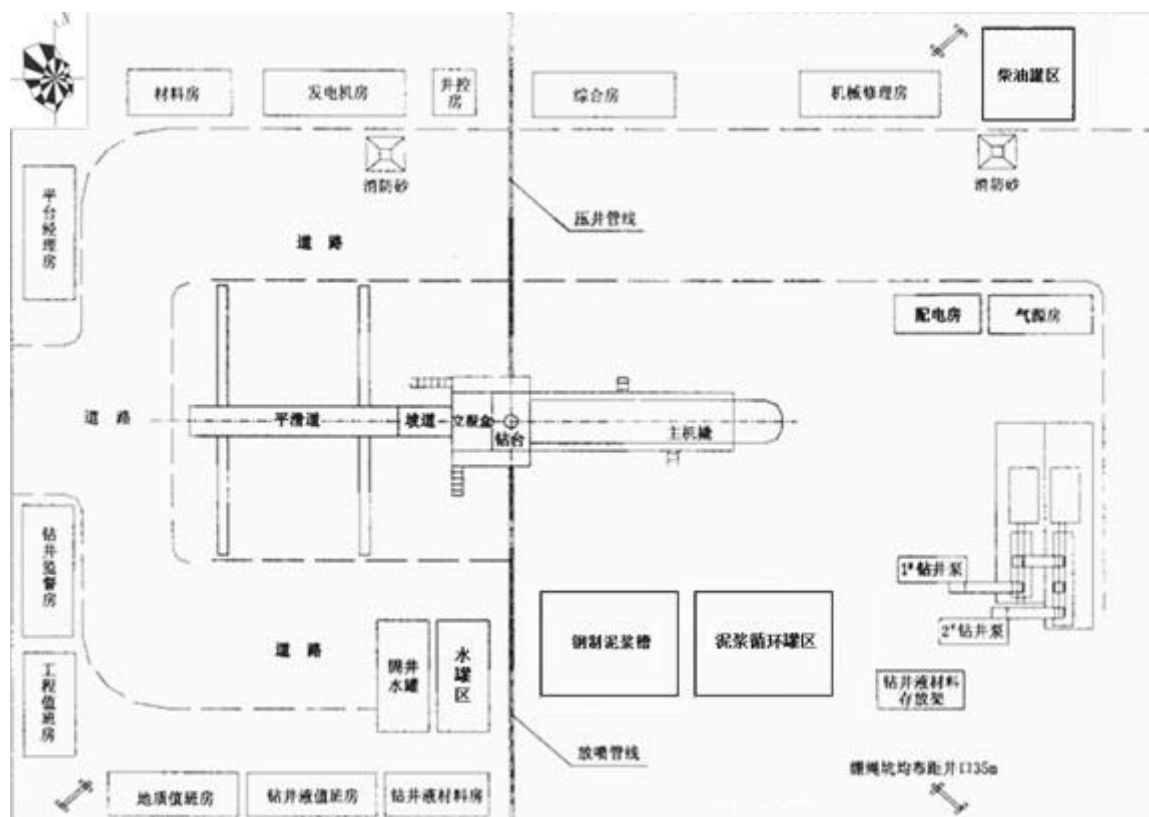 N
柴油罐区
材料房
发电机房
井控
房
综合房
机械修理房
消防砂
消防砂
平台经理房
压井管线
道 路
配电房
气源房
道 路
平滑道
坡道
立根盒
钻台
主机撬
钻井监督房
1#钻井泵
2#钻井泵
钢制泥浆槽
泥浆循环罐区
道 路
固井
水罐
水罐区
工程值班房
钻井液材料
存放架
放喷管线
绷绳坑均布距井口35m
地质值班房
钻井液值班房
钻井液材料房